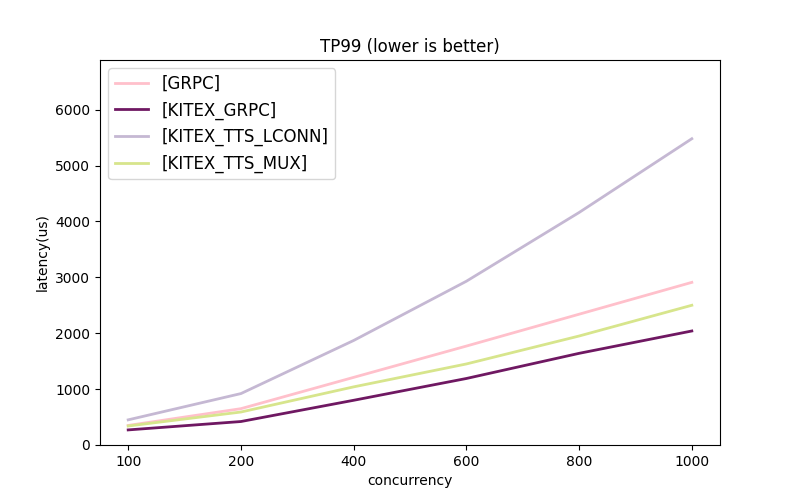 TP99 (lower is better)
[GRPC]
[KITEX_GRPC]
[KITEX_TTS_LCONN]
[KITEX_TTS_MUX]
6000
5000
4000
3000
2000
1000
0
latency(us)
100 200 400 600 800 1000
concurrency